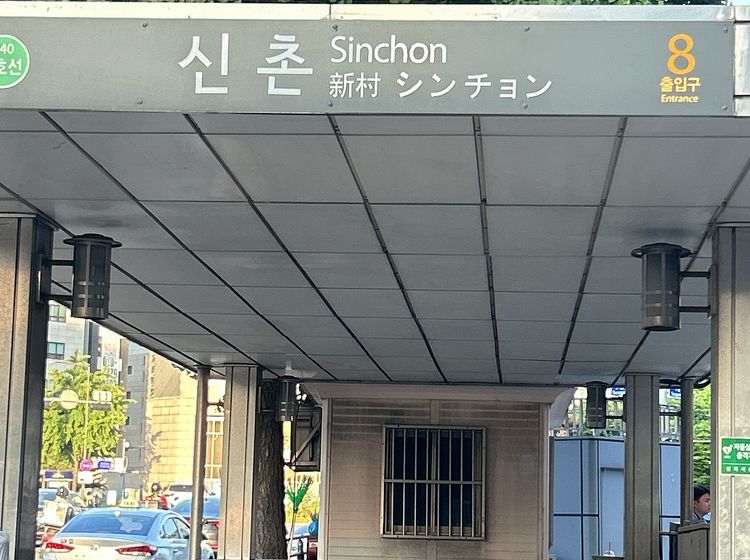 40
호선
신촌
Sinchon
新村 シンチョン
8
출입구
Entrance